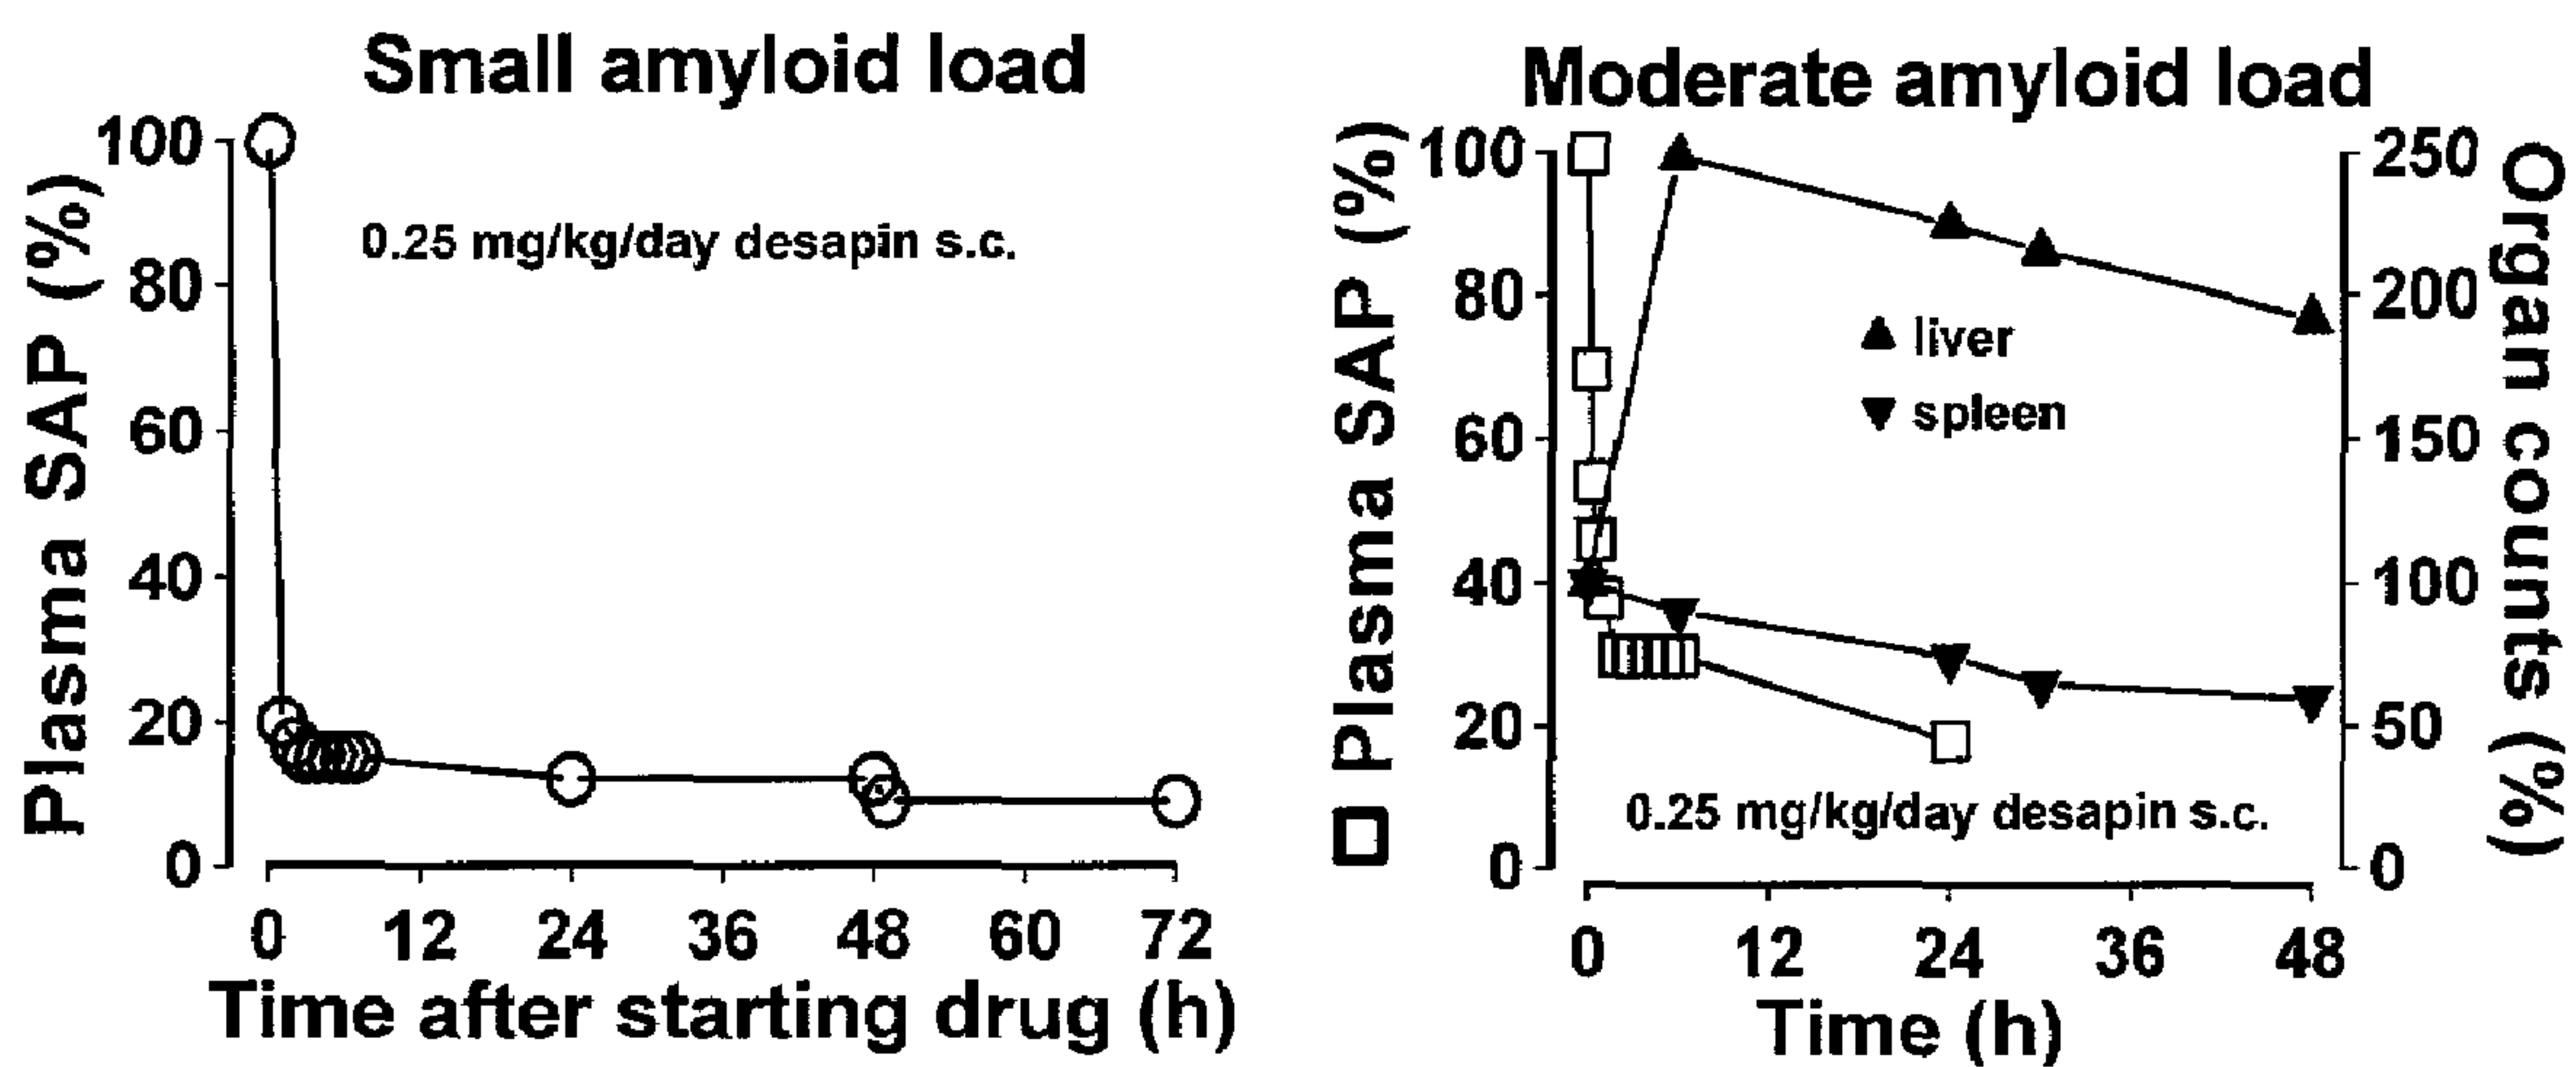 Small amyloid load
Plasma SAP (%)
100
80
60
40
20
0
0.25 mg/kg/day desapin s.c.
0 12 24 36 48 60 72
Time after starting drug (h)
Moderate amyloid load
Plasma SAP (%)
100
80
60
40
20
0
liver
spleen
0.25 mg/kg/day desapin s.c.
250
200
150
100
50
0
Organ counts (%)
0 12 24 36 48
Time (h)